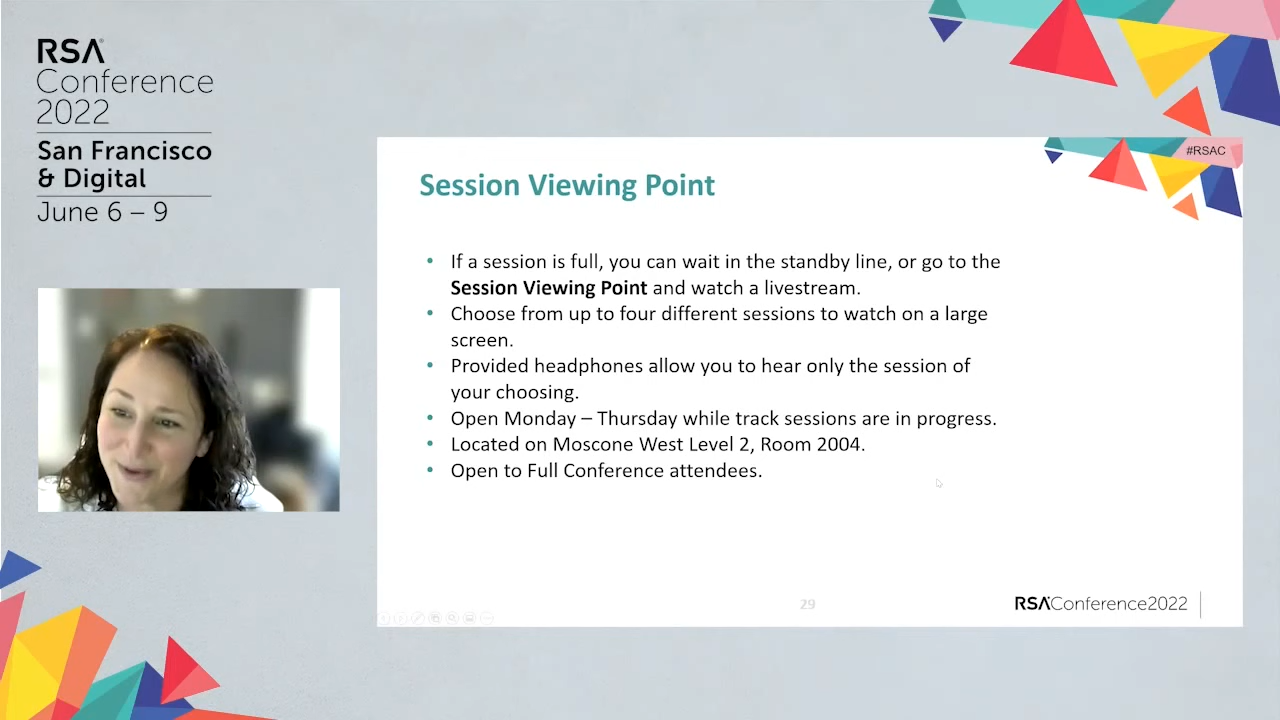 RSA
Conference
2022
San Francisco
& Digital
June 6 – 9
#RSAC
Session Viewing Point
• If a session is full, you can wait in the standby line, or go to the
Session Viewing Point and watch a livestream.
• Choose from up to four different sessions to watch on a large
screen.
• Provided headphones allow you to hear only the session of
your choosing.
• Open Monday – Thursday while track sessions are in progress.
• Located on Moscone West Level 2, Room 2004.
• Open to Full Conference attendees.
29
RSAConference2022